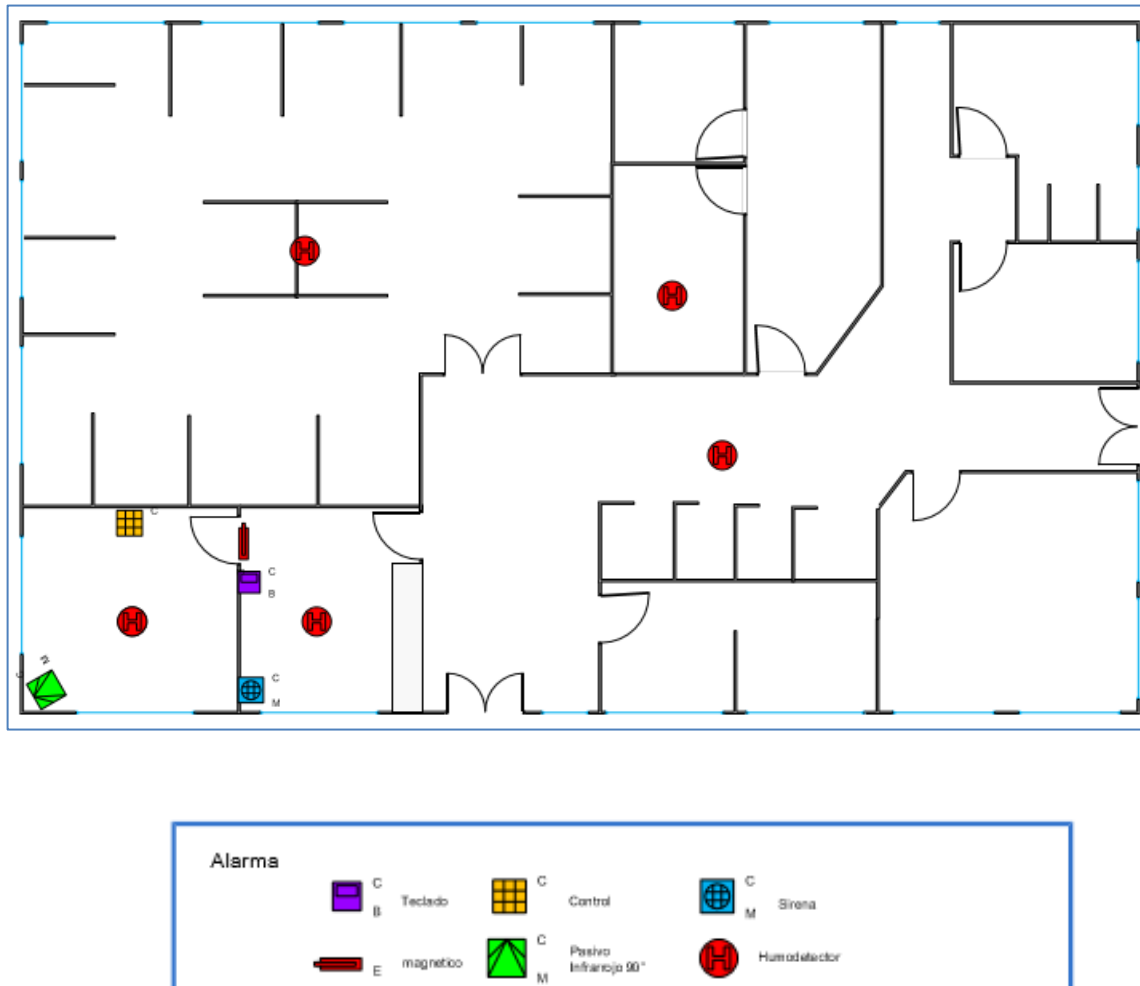 C
C
B
C
M
Alarma
C
B Teclado
C
Control
C
M Sirena
E magnetico
C
M Pasivo
Infrarrojo 90°
Humodetector